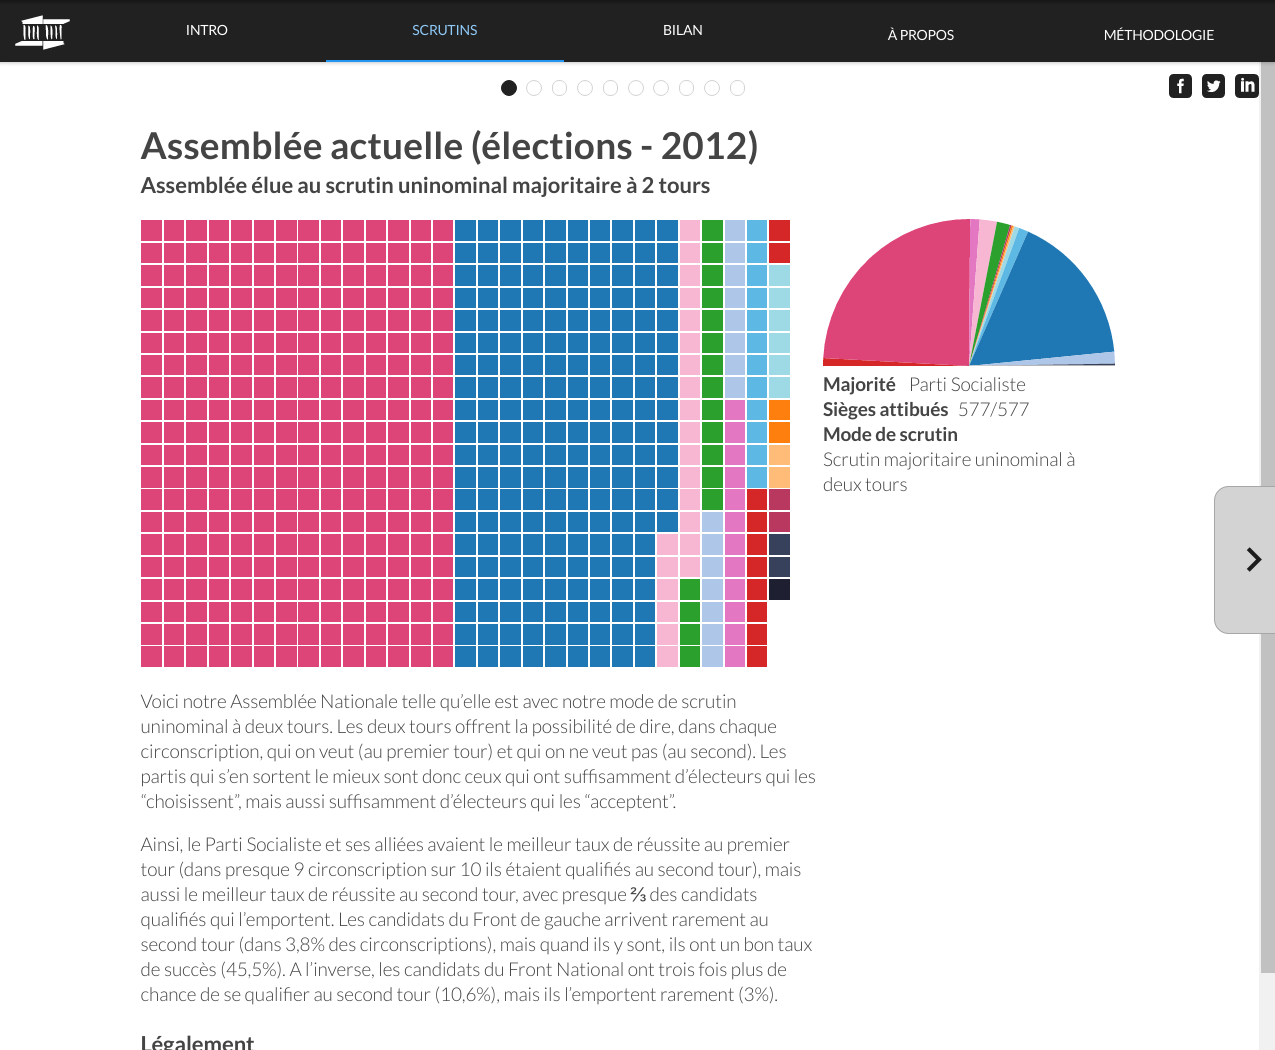 INTRO
SCRUTINS
BILAN
À PROPOS
MÉTHODOLOGIE
f
in
Assemblée actuelle (élections - 2012)
Assemblée élue au scrutin uninominal majoritaire à 2 tours
Majorité Parti Socialiste
Sièges attibués 577/577
Mode de scrutin
Scrutin majoritaire uninominal à
deux tours
Voici notre Assemblée Nationale telle qu’elle est avec notre mode de scrutin
uninominal à deux tours. Les deux tours offrent la possibilité de dire, dans chaque
circonscription, qui on veut (au premier tour) et qui on ne veut pas (au second). Les
partis qui s’en sortent le mieux sont donc ceux qui ont suffisamment d’électeurs qui les
“choisissent”, mais aussi suffisamment d’électeurs qui les “acceptent”.
Ainsi, le Parti Socialiste et ses alliées avaient le meilleur taux de réussite au premier
tour (dans presque 9 circonscription sur 10 ils étaient qualifiés au second tour), mais
aussi le meilleur taux de réussite au second tour, avec presque ⅔ des candidats
qualifiés qui l’emportent. Les candidats du Front de gauche arrivent rarement au
second tour (dans 3,8% des circonscriptions), mais quand ils y sont, ils ont un bon taux
de succès (45,5%). A l’inverse, les candidats du Front National ont trois fois plus de
chance de se qualifier au second tour (10,6%), mais ils l’emportent rarement (3%).
Légalement